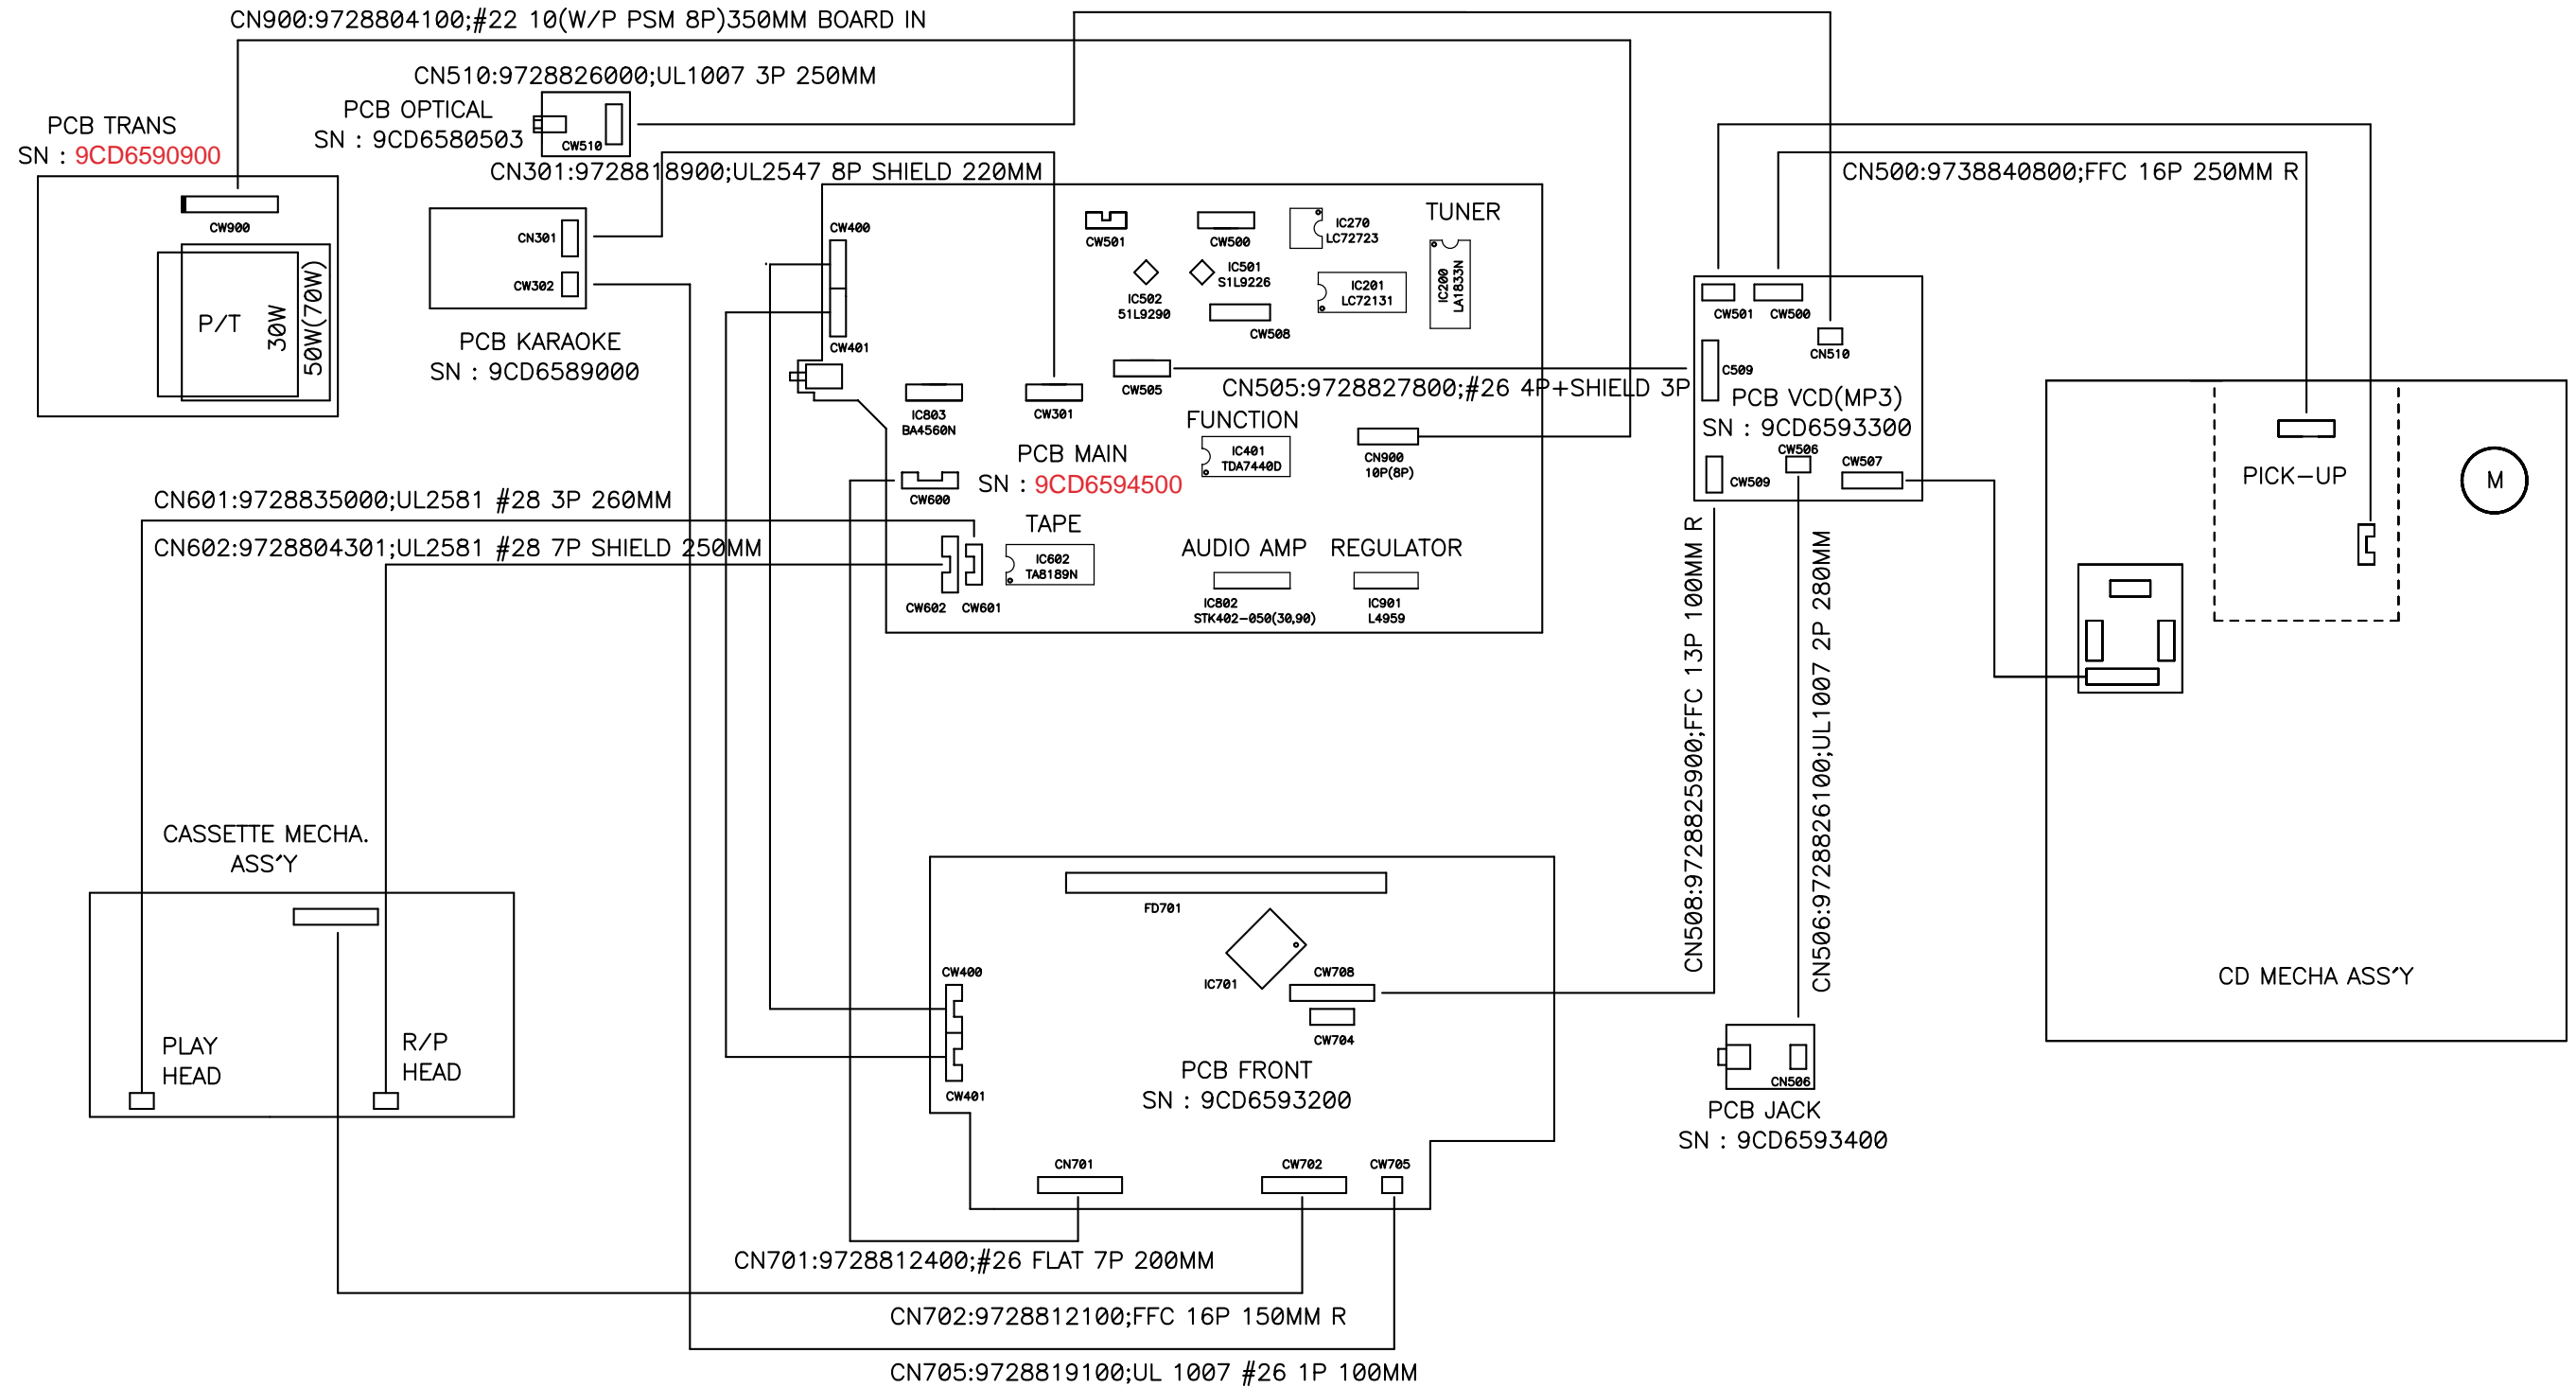 CN900:9728804100;#22 10(W/P PSM 8P)350MM BOARD IN
CN510:9728826000;UL1007 3P 250MM
PCB TRANS
SN : 9CD6590900
PCB OPTICAL
SN : 9CD6580503
CW510
CN301:9728818900;UL2547 8P SHIELD 220MM
CN500:9738840800;FFC 16P 250MM R
CW900
P/T
30W
50W(70W)
CN301
CW302
PCB KARAOKE
SN : 9CD6589000
CW400
CW401
CW501
CW500
IC270
LC72723
TUNER
IC501
S1L9226
IC502
51L9290
CW508
IC201
LC72131
IC200
LA1833N
CW505
CN505:9728827800;#26 4P+SHIELD 3P
IC803
BA4560N
CW301
FUNCTION
IC401
TDA7440D
CN900
10P(8P)
PCB MAIN
SN : 9CD6594500
CW600
CW501
CW500
CN510
C509
PCB VCD(MP3)
SN : 9CD6593300
CW506
CW507
CW509
PICK-UP
M
CN601:9728835000;UL2581 #28 3P 260MM
CN602:9728804301;UL2581 #28 7P SHIELD 250MM
TAPE
IC602
TA8189N
CW602
CW601
AUDIO AMP
REGULATOR
IC802
STK402-050(30,90)
IC901
L4959
CN508:9728825900;FFC 13P 100MM R
CN506:9728826100;UL1007 2P 280MM
CASSETTE MECHA.
ASS'Y
PLAY
HEAD
R/P
HEAD
FD701
IC701
CW400
CW401
CW708
CW704
PCB FRONT
SN : 9CD6593200
CN701
CW702
CW705
CN506
PCB JACK
SN : 9CD6593400
CD MECHA ASS'Y
CN701:9728812400;#26 FLAT 7P 200MM
CN702:9728812100;FFC 16P 150MM R
CN705:9728819100;UL 1007 #26 1P 100MM